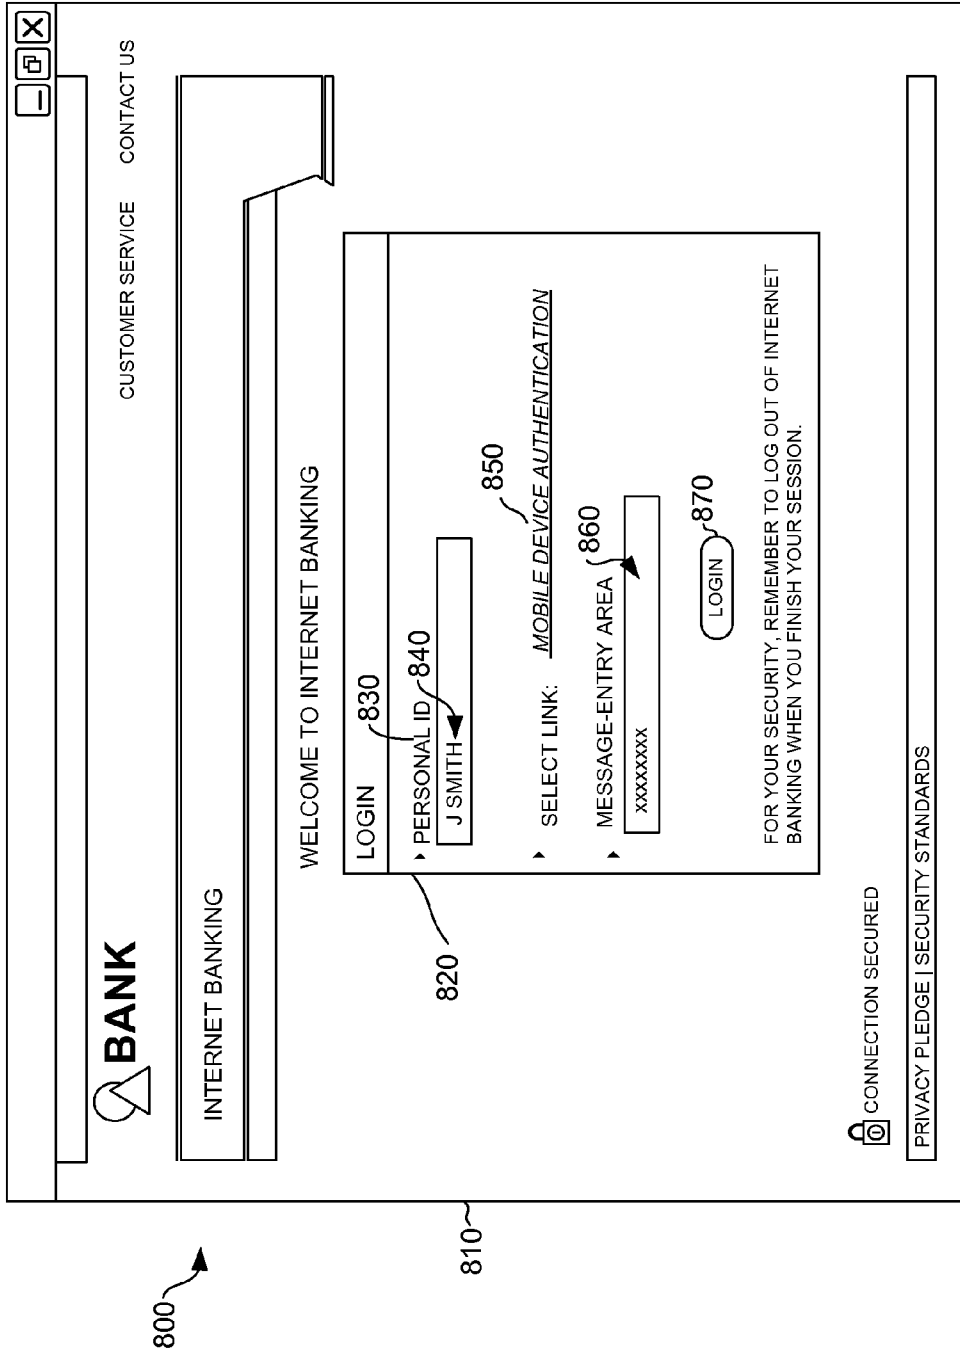 800
810
BANK
CUSTOMER SERVICE CONTACT US
INTERNET BANKING
WELCOME TO INTERNET BANKING
820
LOGIN
830
PERSONAL ID
840
J SMITH
850
SELECT LINK: MOBILE DEVICE AUTHENTICATION
MESSAGE-ENTRY AREA
860
xxxxxxxx
LOGIN
870
FOR YOUR SECURITY, REMEMBER TO LOG OUT OF INTERNET
BANKING WHEN YOU FINISH YOUR SESSION.
CONNECTION SECURED
PRIVACY PLEDGE | SECURITY STANDARDS